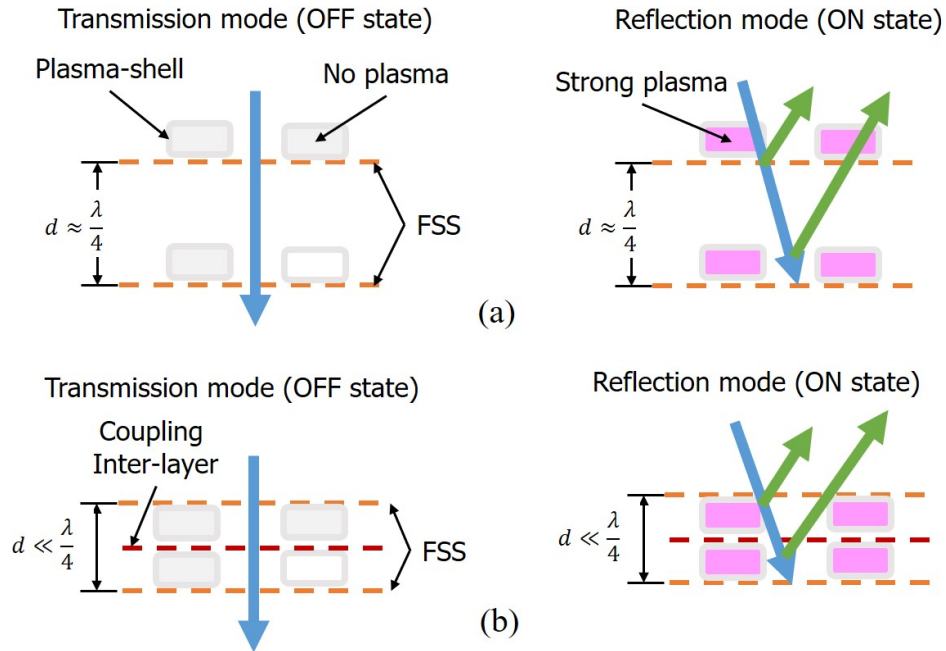 Transmission mode (OFF state)
Plasma-shell
No plasma
d ≈ λ/4
FSS
Reflection mode (ON state)
Strong plasma
d ≈ λ/4
(a)
Transmission mode (OFF state)
Coupling
Inter-layer
d ≪ λ/4
FSS
Reflection mode (ON state)
d ≪ λ/4
(b)